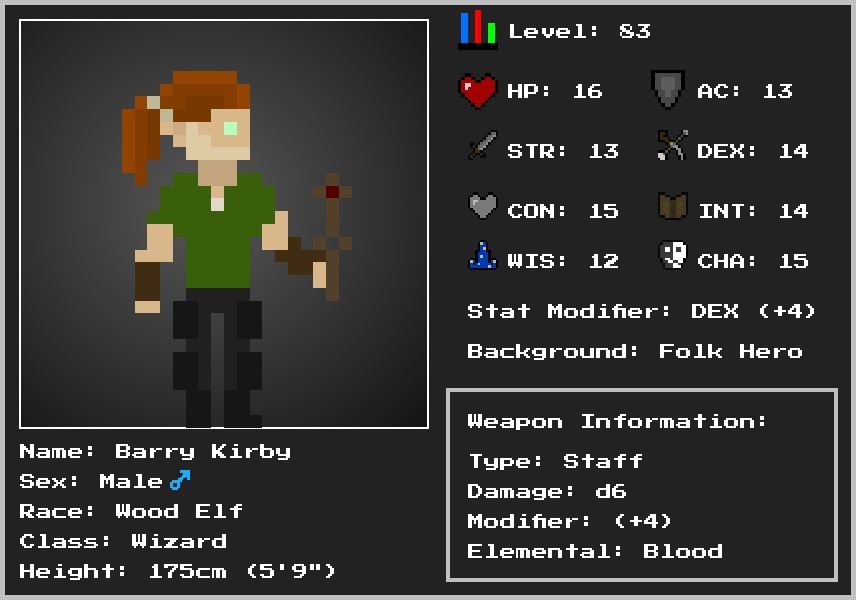 Level: 83
HP: 16
AC: 13
STR: 13
DEX: 14
CON: 15
INT: 14
WIS: 12
CHA: 15
Stat Modifier: DEX (+4)
Background: Folk Hero
Weapon Information:
Type: Staff
Damage: d6
Modifier: (+4)
Elemental: Blood
Name: Barry Kirby
Sex: Male ♂
Race: Wood Elf
Class: Wizard
Height: 175cm (5'9")